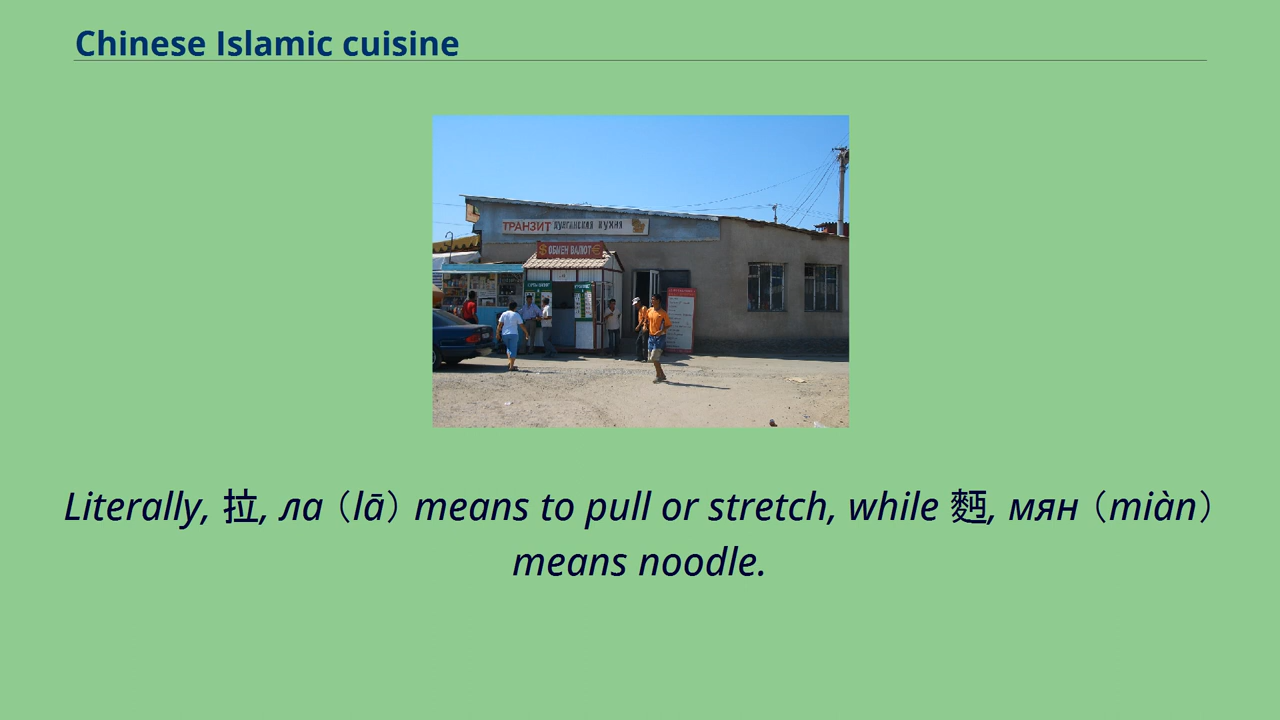 Chinese Islamic cuisine
ТРАНЗИТ ДУНГАНСКАЯ КУХНЯ
$ ОБМЕН ВАЛЮТ €
Literally, 拉, ла（lā）means to pull or stretch, while 麪, мян（miàn）
means noodle.